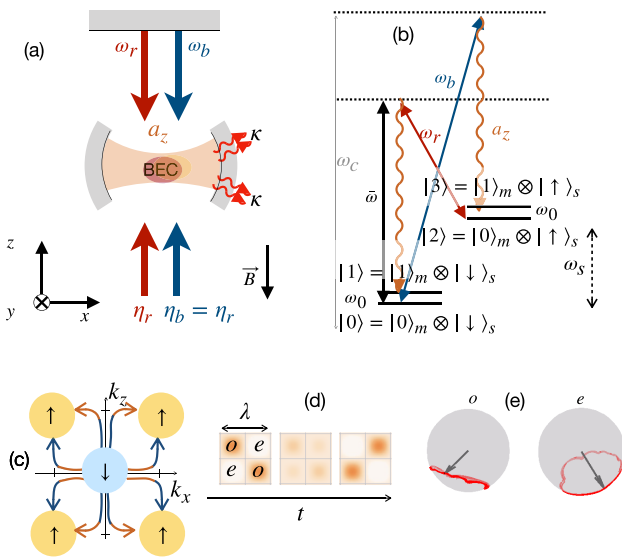 (a)
ω_r
ω_b
a_z
κ
BEC
κ
z
y
x
η_r
η_b = η_r
B⃗
(b)
ω_b
ω_r
a_z
ω_c
ω̄
|3⟩ = |1⟩_m ⊗ |↑⟩_s
ω_0
|2⟩ = |0⟩_m ⊗ |↑⟩_s
|1⟩ = |1⟩_m ⊗ |↓⟩_s
ω_s
ω_0
|0⟩ = |0⟩_m ⊗ |↓⟩_s
(c)
k_z
↑ ↑
↓
k_x
↑ ↑
(d)
λ
o e
e o
t
o
(e)
e